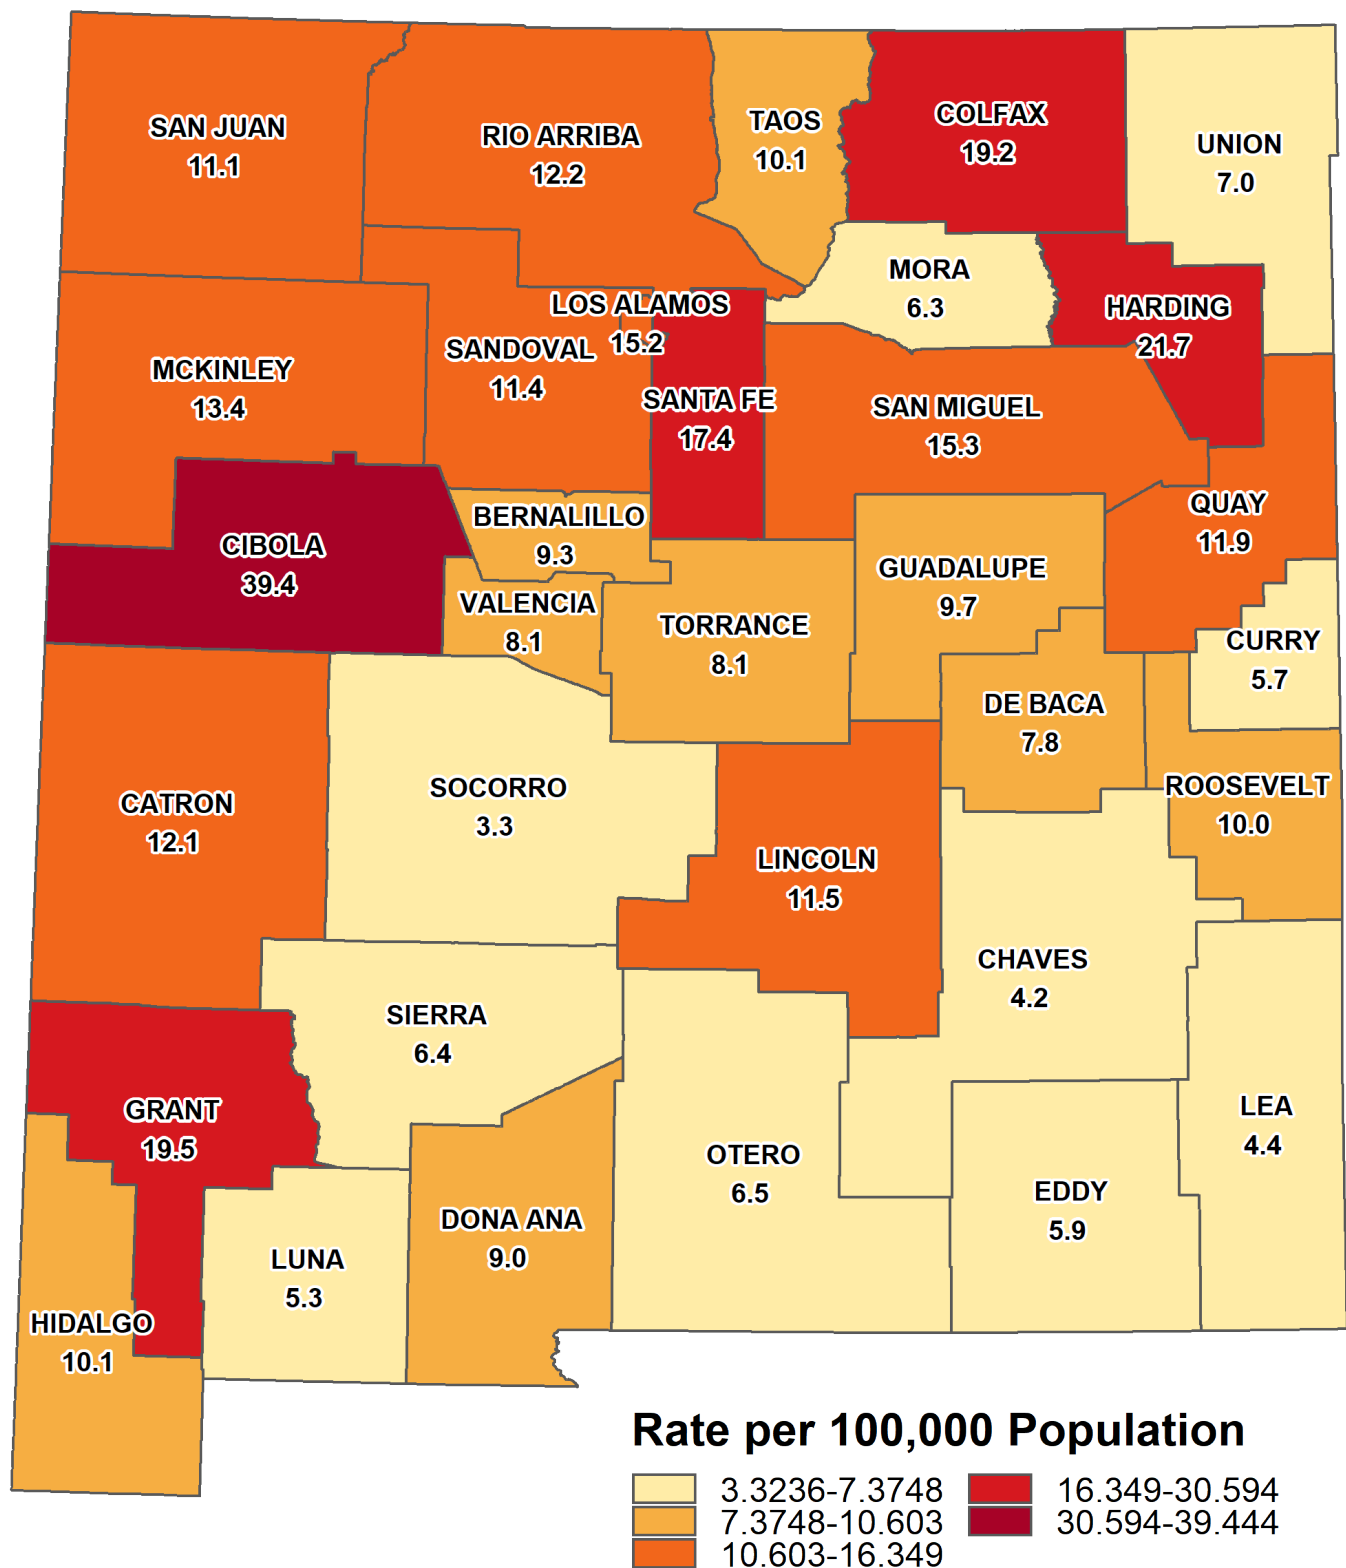 SAN JUAN
11.1
RIO ARRIBA
12.2
TAOS
10.1
COLFAX
19.2
UNION
7.0
MORA
6.3
HARDING
21.7
LOS ALAMOS
15.2
SANDOVAL
11.4
MCKINLEY
13.4
SANTA FE
17.4
SAN MIGUEL
15.3
QUAY
11.9
CIBOLA
39.4
BERNALILLO
9.3
GUADALUPE
9.7
VALENCIA
8.1
TORRANCE
8.1
CURRY
5.7
DE BACA
7.8
ROOSEVELT
10.0
CATRON
12.1
SOCORRO
3.3
LINCOLN
11.5
CHAVES
4.2
SIERRA
6.4
GRANT
19.5
LEA
4.4
OTERO
6.5
EDDY
5.9
DONA ANA
9.0
LUNA
5.3
HIDALGO
10.1
Rate per 100,000 Population
3.3236-7.3748
7.3748-10.603
10.603-16.349
16.349-30.594
30.594-39.444